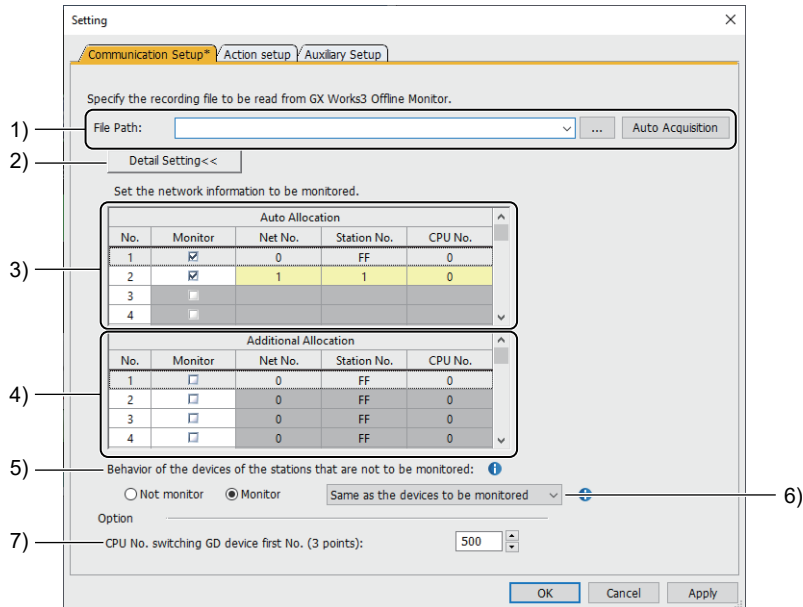 Setting
Communication Setup* Action setup Auxiliary Setup
Specify the recording file to be read from GX Works3 Offline Monitor.
1) File Path: ... Auto Acquisition
2) Detail Setting<<
Set the network information to be monitored.
3)
Auto Allocation
No. Monitor Net No. Station No. CPU No.
1 0 FF 0
2 1 1 0
3
4
4)
Additional Allocation
No. Monitor Net No. Station No. CPU No.
1 0 FF 0
2 0 FF 0
3 0 FF 0
4 0 FF 0
5) Behavior of the devices of the stations that are not to be monitored:
Not monitor Monitor Same as the devices to be monitored 6)
Option
7) CPU No. switching GD device first No. (3 points): 500
OK Cancel Apply